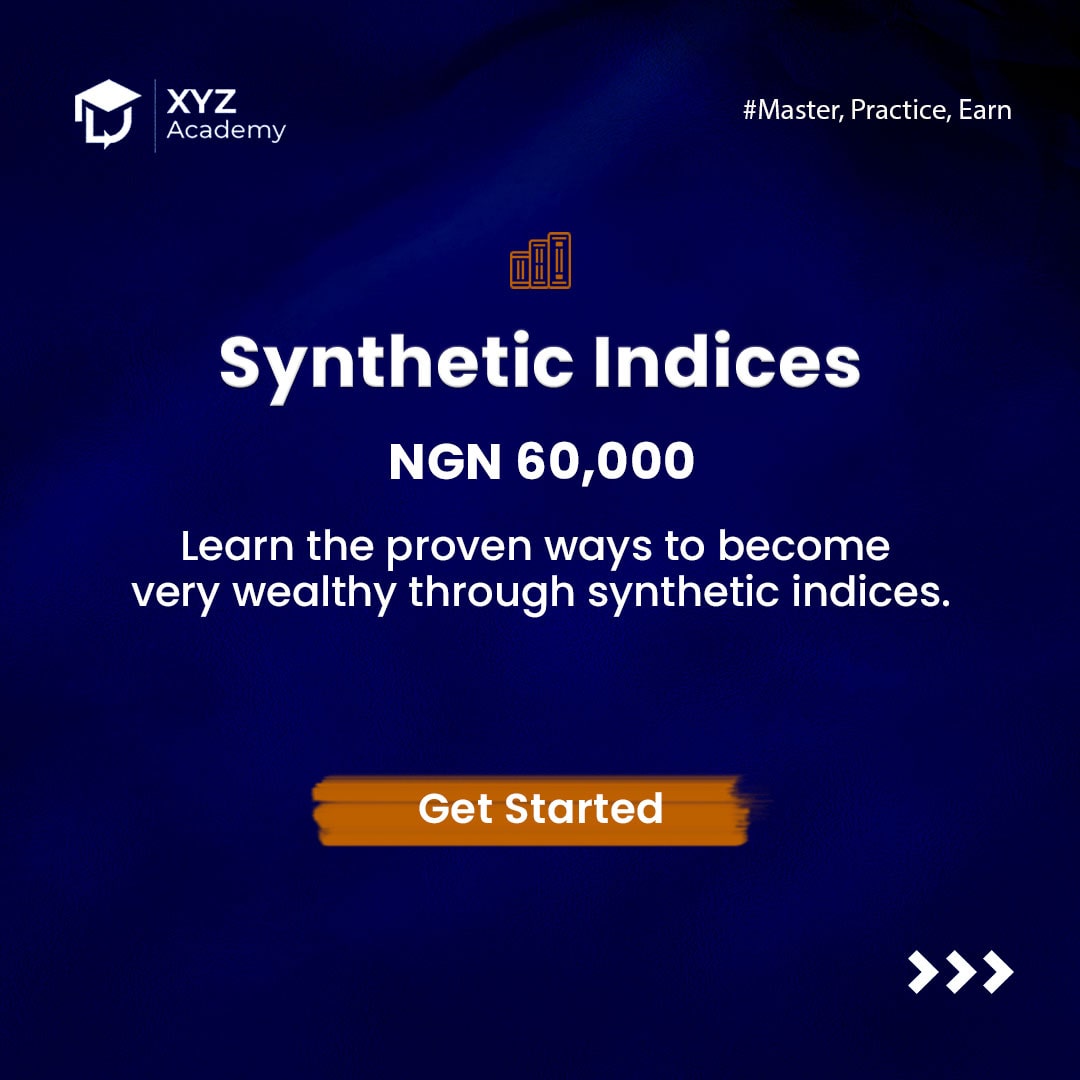 XYZ
Academy
#Master, Practice, Earn
Synthetic Indices
NGN 60,000
Learn the proven ways to become
very wealthy through synthetic indices.
Get Started